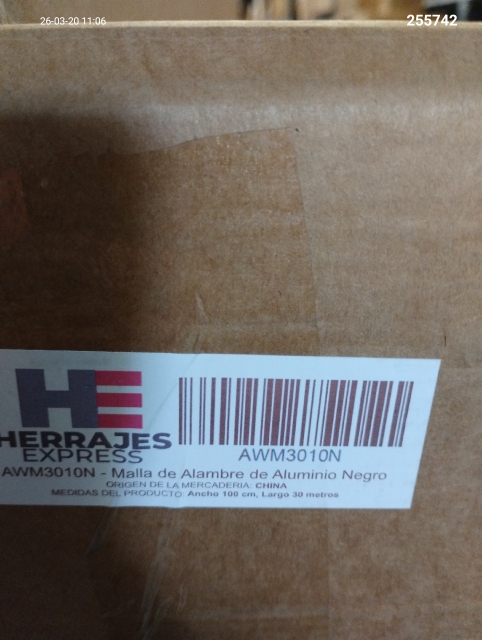 26-03-20 11:06
255742
HE
HERRAJES
EXPRESS
AWM3010N
AWM3010N - Malla de Alambre de Aluminio Negro
ORIGEN DE LA MERCADERIA: CHINA
MEDIDAS DEL PRODUCTO: Ancho 100 cm, Largo 30 metros